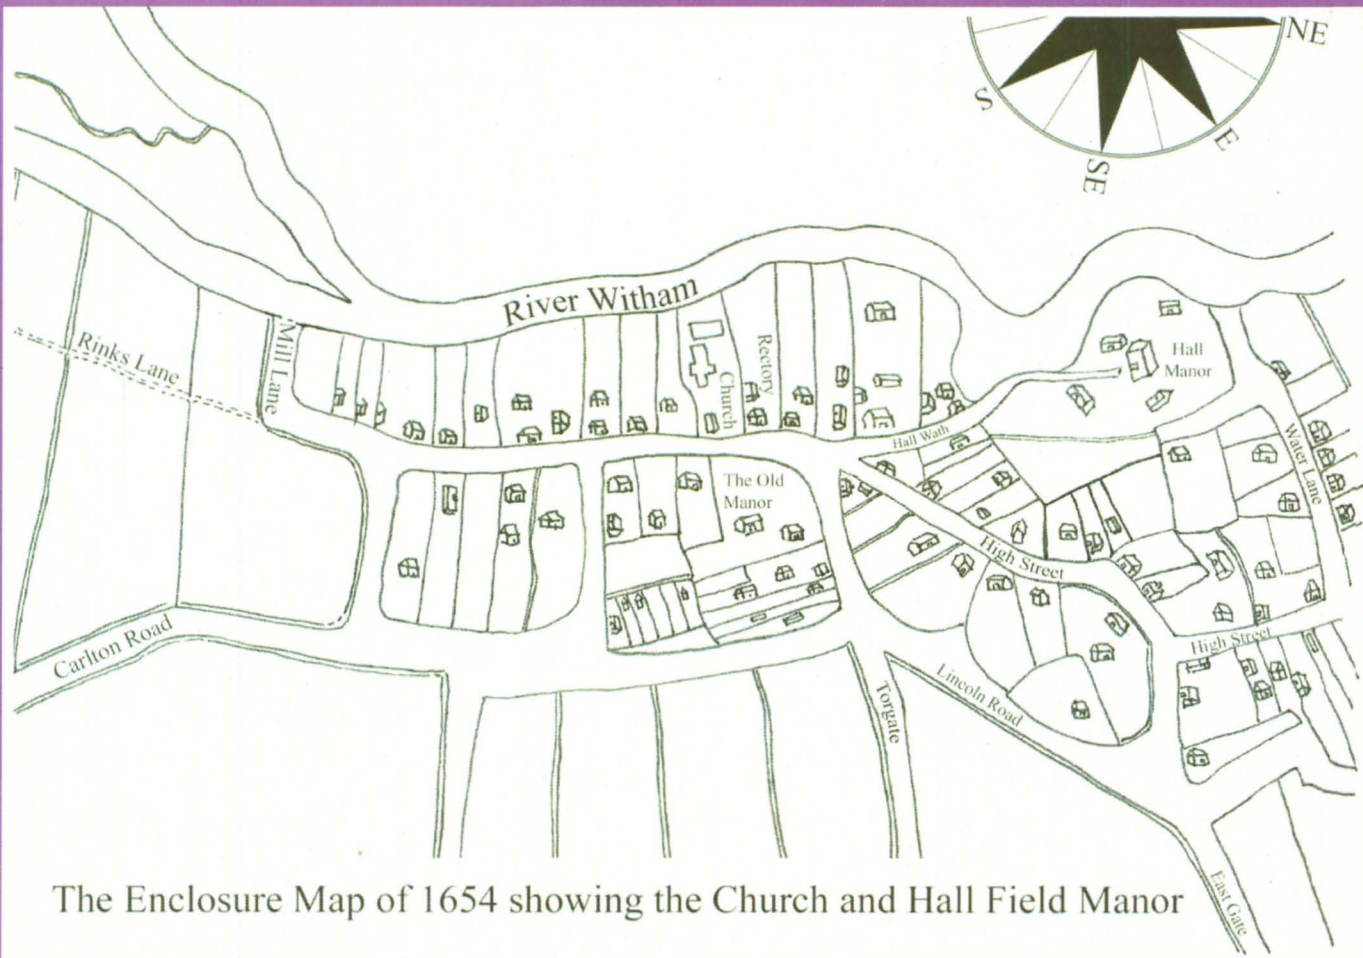 NE
S
E
SE
River Witham
Rinks Lane
Mill Lane
Church
Rectory
Hall
Manor
Hall Wath
Water Lane
The Old
Manor
High Street
High Street
Carlton Road
Torgate
Lincoln Road
East Gate
The Enclosure Map of 1654 showing the Church and Hall Field Manor